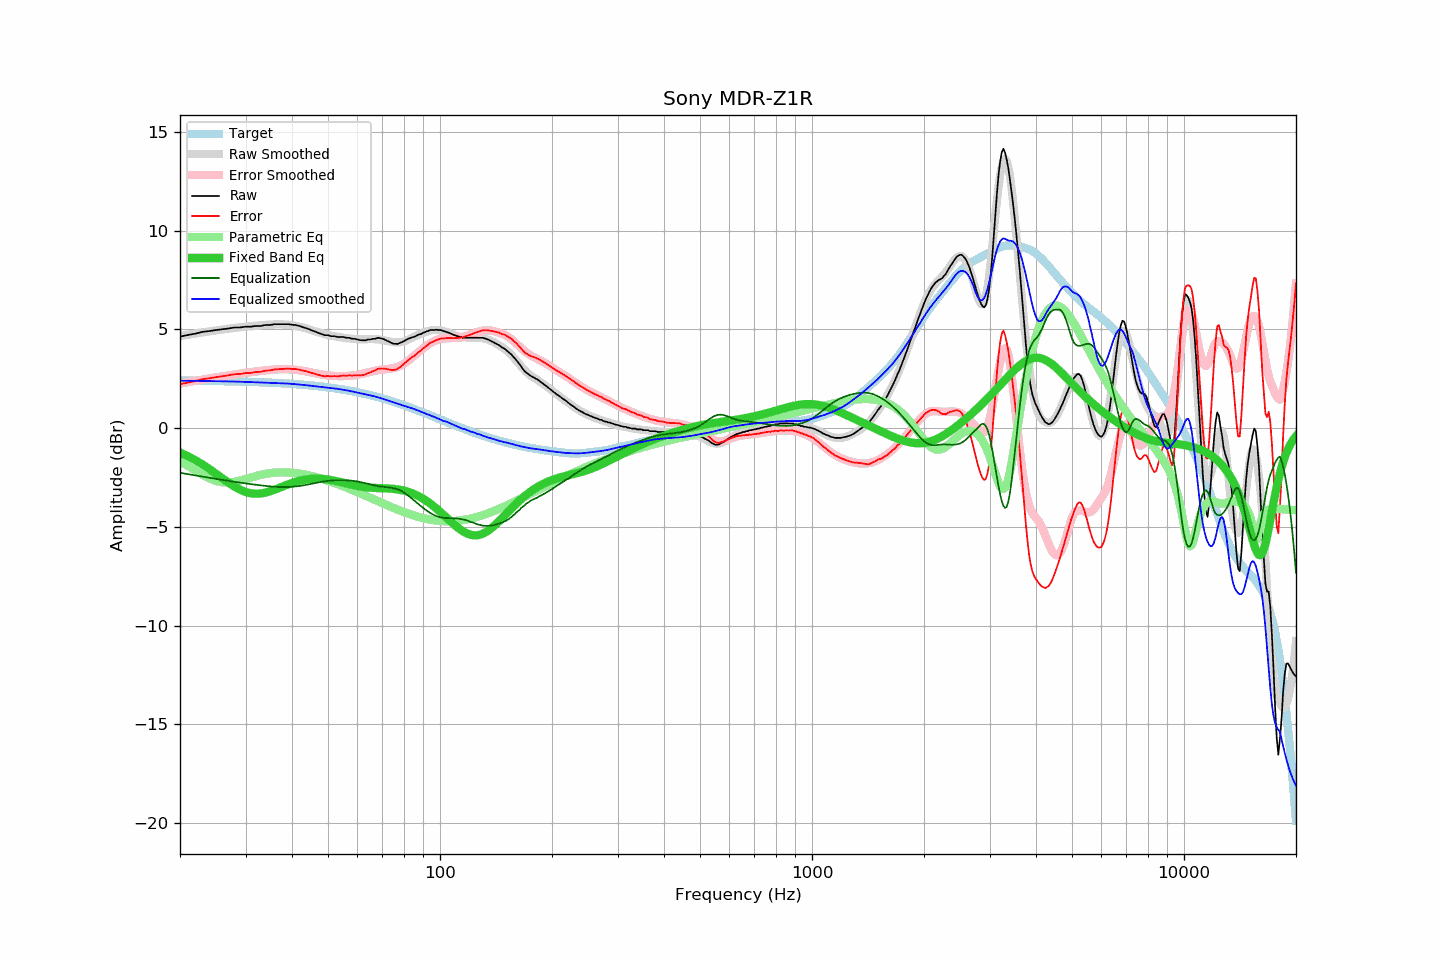 Sony MDR-Z1R
Target
Raw Smoothed
Error Smoothed
Raw
Error
Parametric Eq
Fixed Band Eq
Equalization
Equalized smoothed
15
10
5
0
−5
−10
−15
−20
Amplitude (dBr)
100
1000
10000
Frequency (Hz)